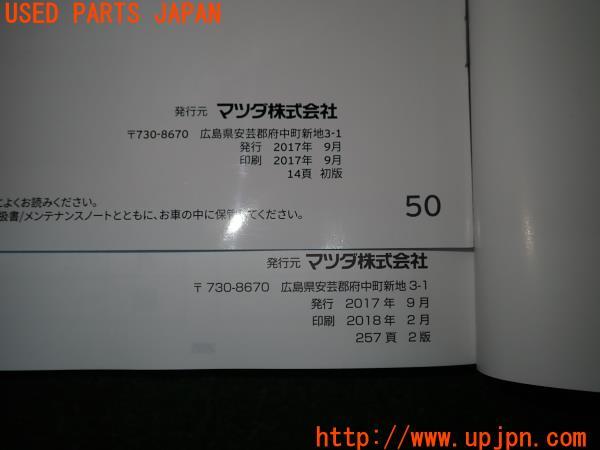 USED PARTS JAPAN
発行元 マツダ株式会社
〒730-8670 広島県安芸郡府中町新地3-1
発行 2017年 9月
印刷 2017年 9月
14頁 初版
よくお読みください。
扱書/メンテナンスノートとともに、お車の中に保管してください。
50
発行元 マツダ株式会社
〒730-8670 広島県安芸郡府中町新地3-1
発行 2017年 9月
印刷 2018年 2月
257頁 2版
http://www.upjpn.com/